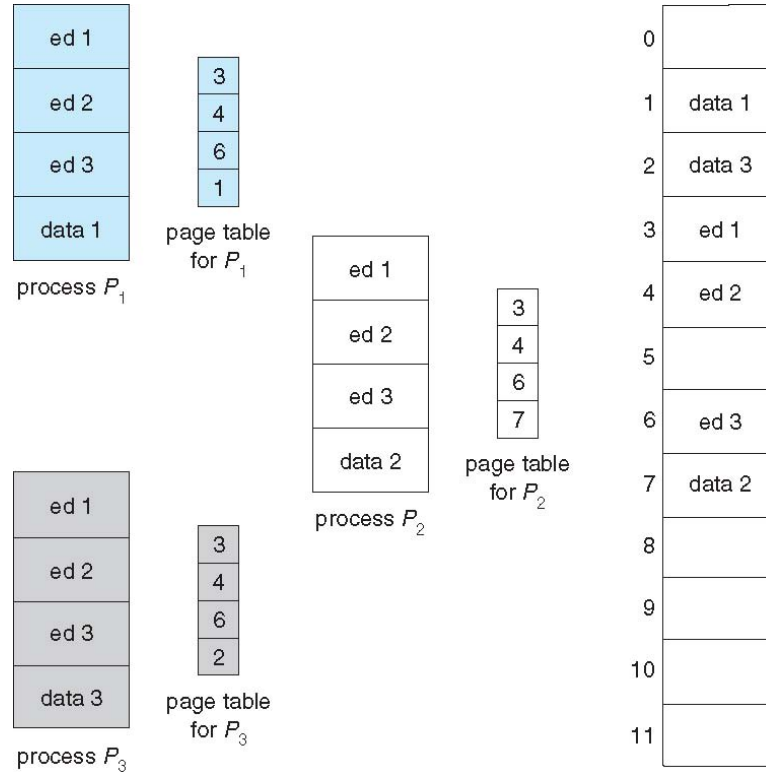 ed 1
ed 2
ed 3
data 1
process P1
3
4
6
1
page table
for P1
ed 1
ed 2
ed 3
data 2
process P2
3
4
6
7
page table
for P2
ed 1
ed 2
ed 3
data 3
process P3
3
4
6
2
page table
for P3
0
1 data 1
2 data 3
3 ed 1
4 ed 2
5
6 ed 3
7 data 2
8
9
10
11